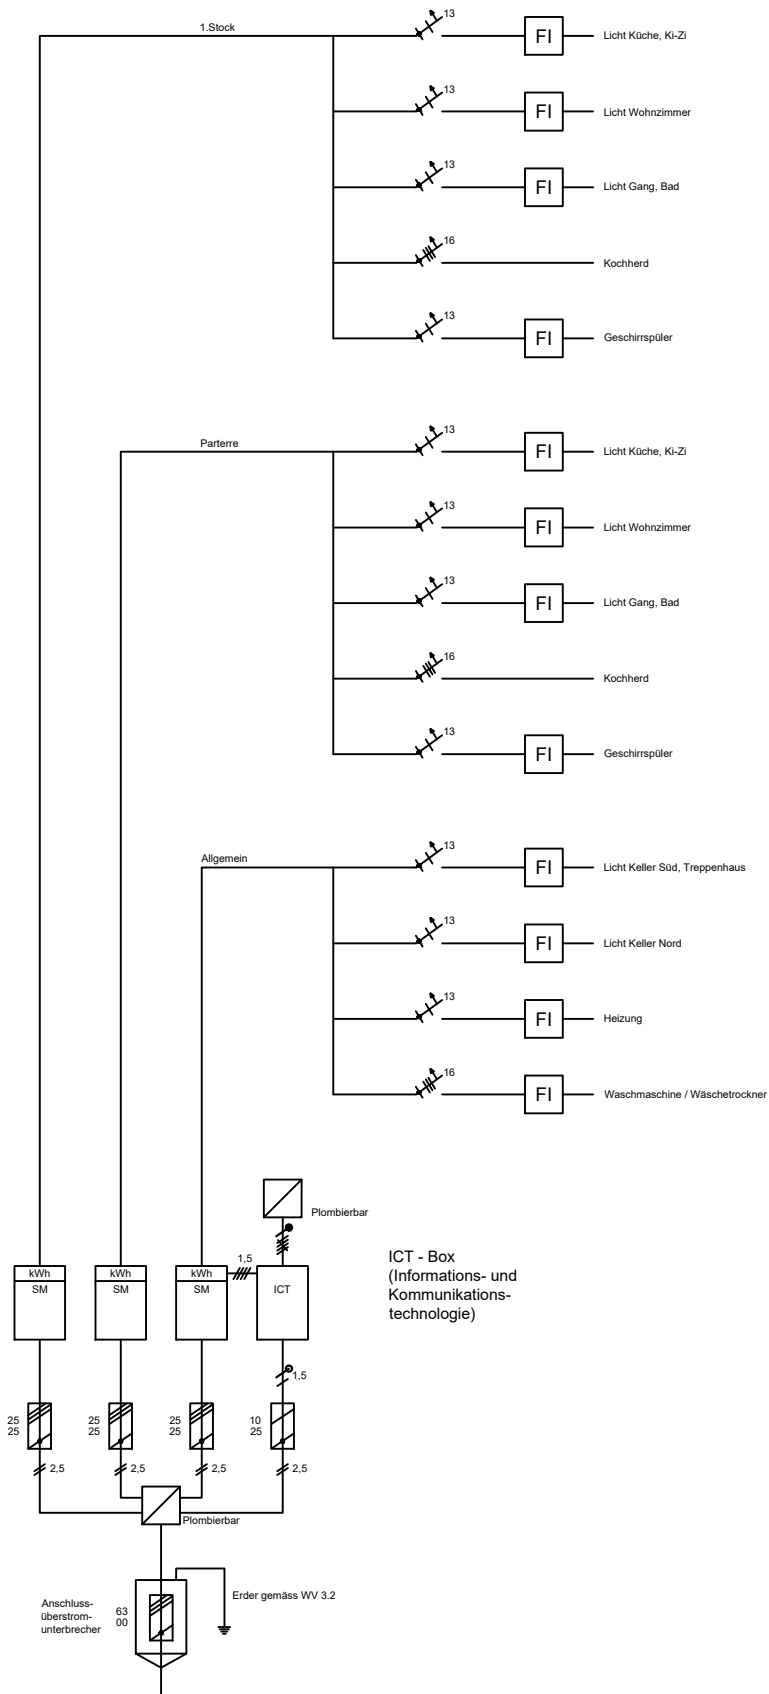 1.Stock
13
FI
Licht Küche, Ki-Zi
13
FI
Licht Wohnzimmer
13
FI
Licht Gang, Bad
16
Kochherd
13
FI
Geschirrspüler
Parterre
13
FI
Licht Küche, Ki-Zi
13
FI
Licht Wohnzimmer
13
FI
Licht Gang, Bad
16
Kochherd
13
FI
Geschirrspüler
Allgemein
13
FI
Licht Keller Süd, Treppenhaus
13
FI
Licht Keller Nord
13
FI
Heizung
16
FI
Waschmaschine / Wäschetrockner
Plombierbar
kWh
SM
kWh
SM
kWh
SM
1,5
ICT
ICT - Box
(Informations- und
Kommunikations-
technologie)
1,5
25
25
25
25
25
25
10
25
2,5
2,5
2,5
2,5
Plombierbar
Anschluss-
überstrom-
unterbrecher
63
00
Erder gemäss WV 3.2